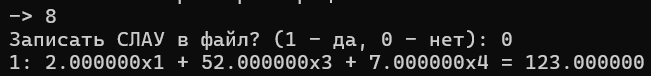 -> 8
Записать СЛАУ в файл? (1 - да, 0 - нет): 0
1: 2.000000x1 + 52.000000x3 + 7.000000x4 = 123.000000